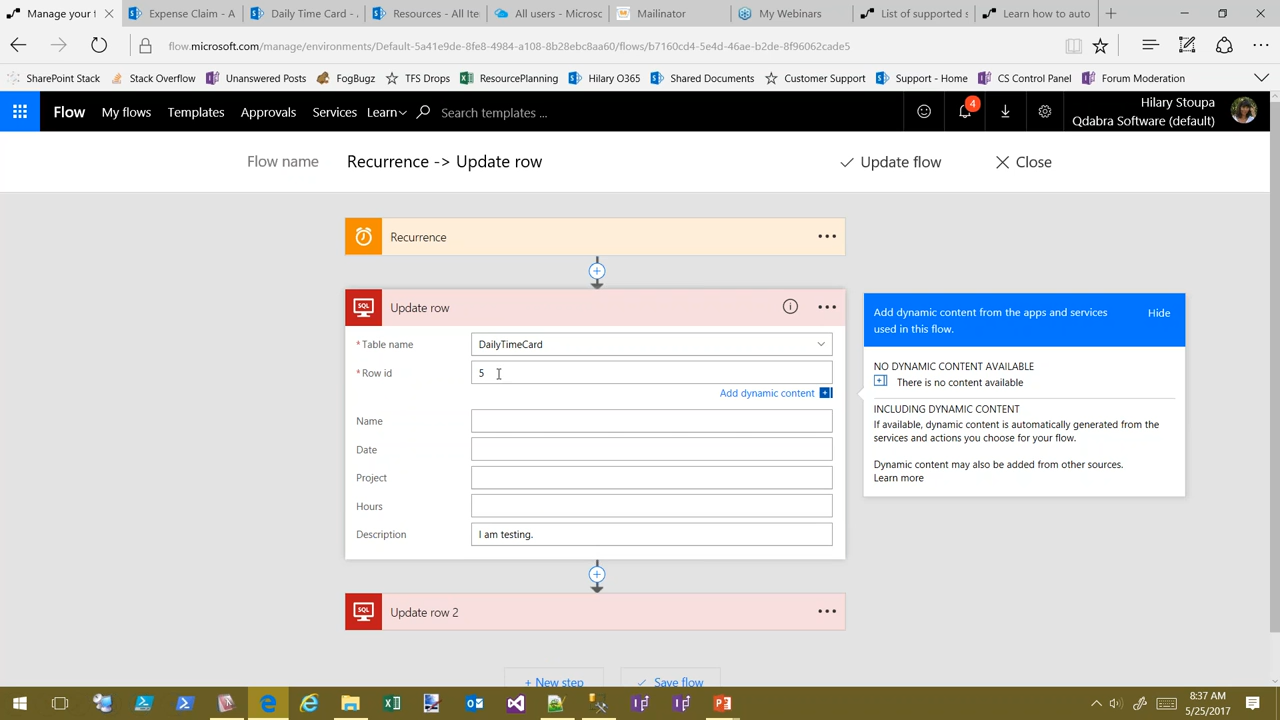 Manage your f
Expense Claim - A
Daily Time Card -
Resources - All Ite
All users - Microsc
Mailinator
My Webinars
List of supported s
Learn how to auto
flow.microsoft.com/manage/environments/Default-5a41e9de-8fe8-4984-a108-8b28ebc8aa60/flows/b7160cd4-5e4d-46ae-b2de-8f96062cade5
SharePoint Stack
Stack Overflow
Unanswered Posts
FogBugz
TFS Drops
ResourcePlanning
Hilary O365
Shared Documents
Customer Support
Support - Home
CS Control Panel
Forum Moderation
Flow
My flows
Templates
Approvals
Services
Learn
Search templates ...
4
Hilary Stoupa
Qdabra Software (default)
Flow name
Recurrence -> Update row
Update flow
Close
Recurrence
SQL
Update row
* Table name
DailyTimeCard
* Row id
5
Add dynamic content
Name
Date
Project
Hours
Description
I am testing.
Add dynamic content from the apps and services
used in this flow.
Hide
NO DYNAMIC CONTENT AVAILABLE
There is no content available
INCLUDING DYNAMIC CONTENT
If available, dynamic content is automatically generated from the
services and actions you choose for your flow.
Dynamic content may also be added from other sources.
Learn more
SQL
Update row 2
+ New step
Save flow
8:37 AM
5/25/2017